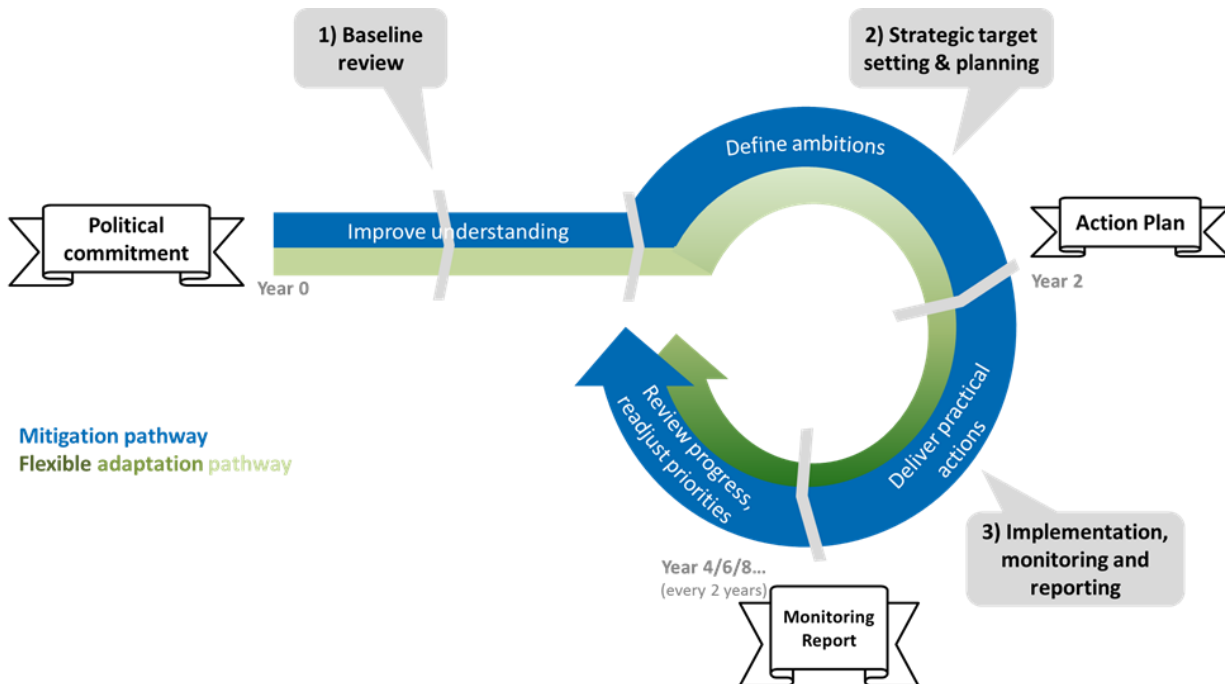 1) Baseline
review
2) Strategic target
setting & planning
Define ambitions
Political
commitment
Improve understanding
Action Plan
Year 0
Year 2
Mitigation pathway
Flexible adaptation pathway
Review progress,
readjust priorities
Deliver practical
actions
3) Implementation,
monitoring and
reporting
Year 4/6/8...
(every 2 years)
Monitoring
Report